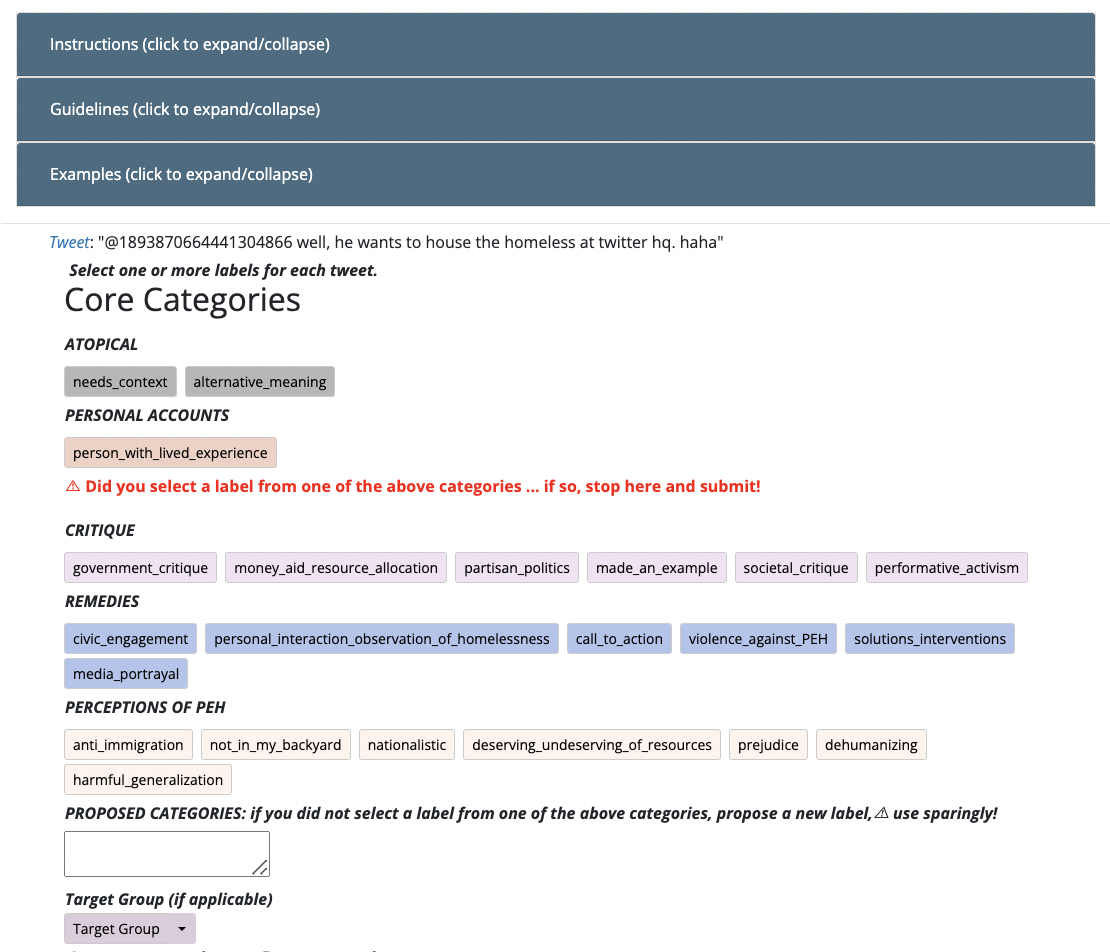 Instructions (click to expand/collapse)
Guidelines (click to expand/collapse)
Examples (click to expand/collapse)
Tweet: "@1893870664441304866 well, he wants to house the homeless at twitter hq. haha"
Select one or more labels for each tweet.
Core Categories
ATOPICAL
needs_context alternative_meaning
PERSONAL ACCOUNTS
person_with_lived_experience
⚠ Did you select a label from one of the above categories ... if so, stop here and submit!
CRITIQUE
government_critique money_aid_resource_allocation partisan_politics made_an_example societal_critique performative_activism
REMEDIES
civic_engagement personal_interaction_observation_of_homelessness call_to_action violence_against_PEH solutions_interventions
media_portrayal
PERCEPTIONS OF PEH
anti_immigration not_in_my_backyard nationalistic deserving_undeserving_of_resources prejudice dehumanizing
harmful_generalization
PROPOSED CATEGORIES: if you did not select a label from one of the above categories, propose a new label,⚠ use sparingly!
Target Group (if applicable)
Target Group